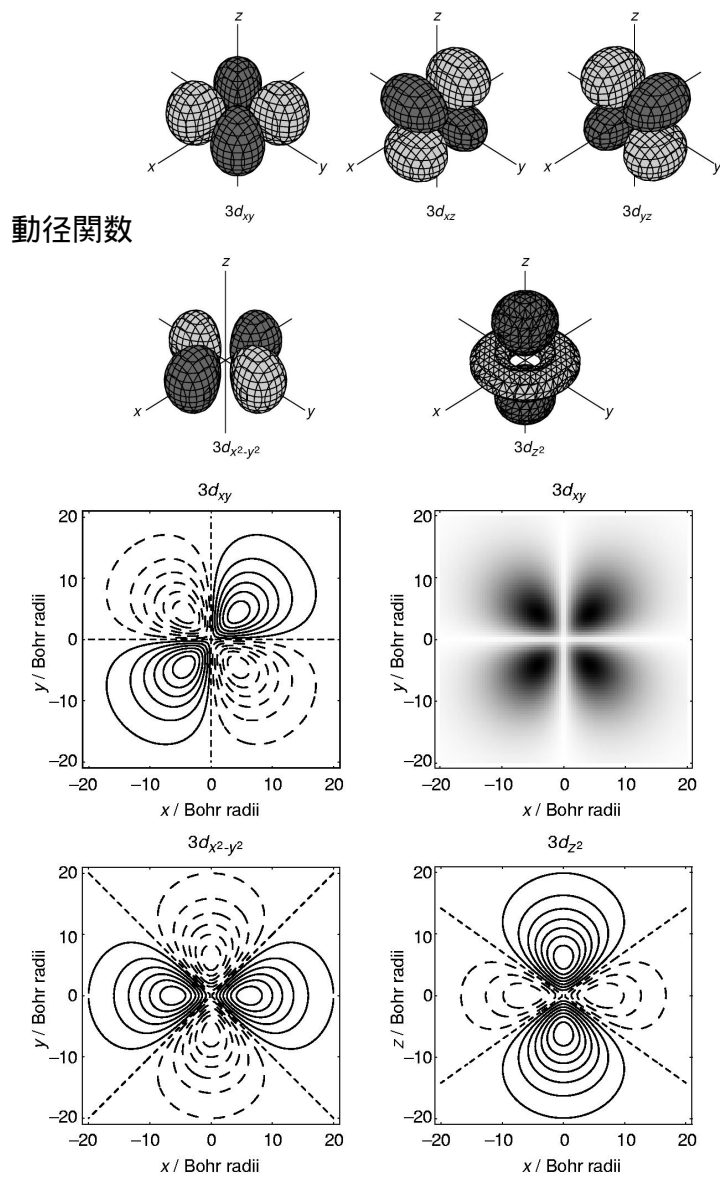 z
z
z
x
y
x
y
x
y
3d_xy
3d_xz
3d_yz
動径関数
z
z
x
y
x
y
3d_x²-y²
3d_z²
3d_xy
20
10
0
−10
−20
y / Bohr radii
−20 −10 0 10 20
x / Bohr radii
3d_xy
20
10
0
−10
−20
y / Bohr radii
−20 −10 0 10 20
x / Bohr radii
3d_x²-y²
20
10
0
−10
−20
y / Bohr radii
−20 −10 0 10 20
x / Bohr radii
3d_z²
20
10
0
−10
−20
z / Bohr radii
−20 −10 0 10 20
x / Bohr radii